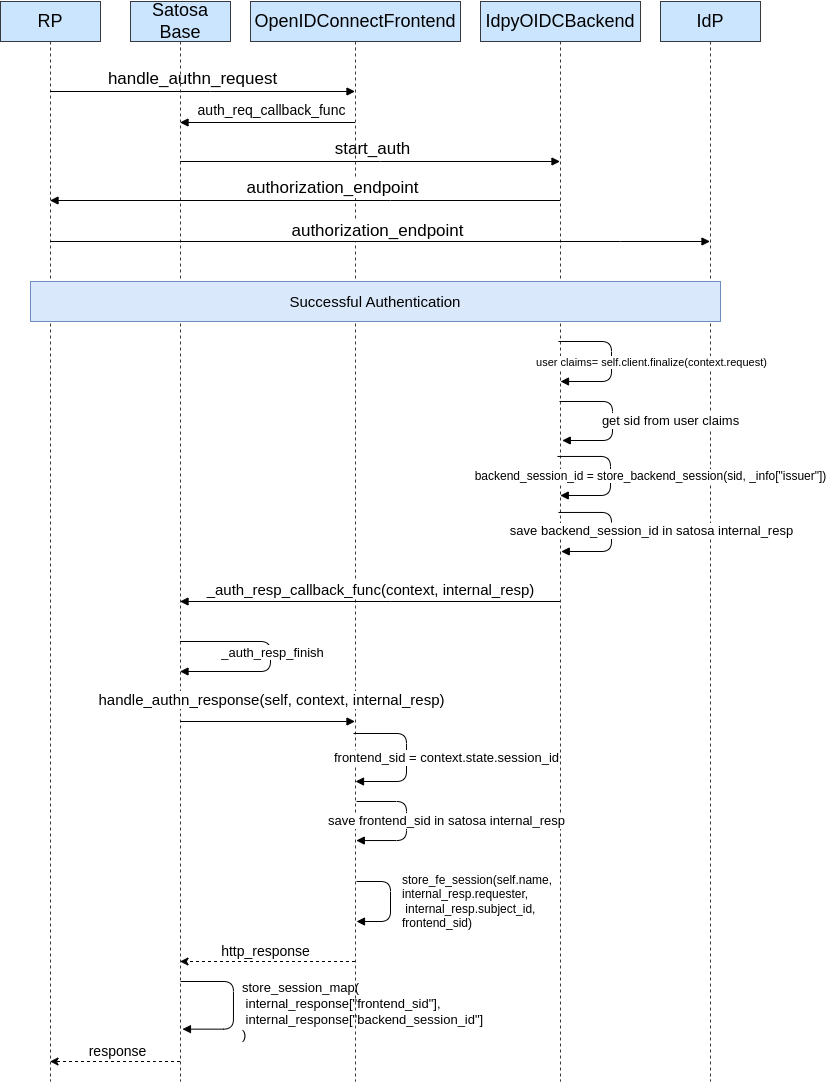 RP
Satosa
Base
OpenIDConnectFrontend
IdpyOIDCBackend
IdP
handle_authn_request
auth_req_callback_func
start_auth
authorization_endpoint
authorization_endpoint
Successful Authentication
user claims= self.client.finalize(context.request)
get sid from user claims
backend_session_id = store_backend_session(sid, _info["issuer"])
save backend_session_id in satosa internal_resp
_auth_resp_callback_func(context, internal_resp)
_auth_resp_finish
handle_authn_response(self, context, internal_resp)
frontend_sid = context.state.session_id
save frontend_sid in satosa internal_resp
store_fe_session(self.name,
internal_resp.requester,
internal_resp.subject_id,
frontend_sid)
http_response
store_session_map(
internal_response["frontend_sid"],
internal_response["backend_session_id"]
)
response